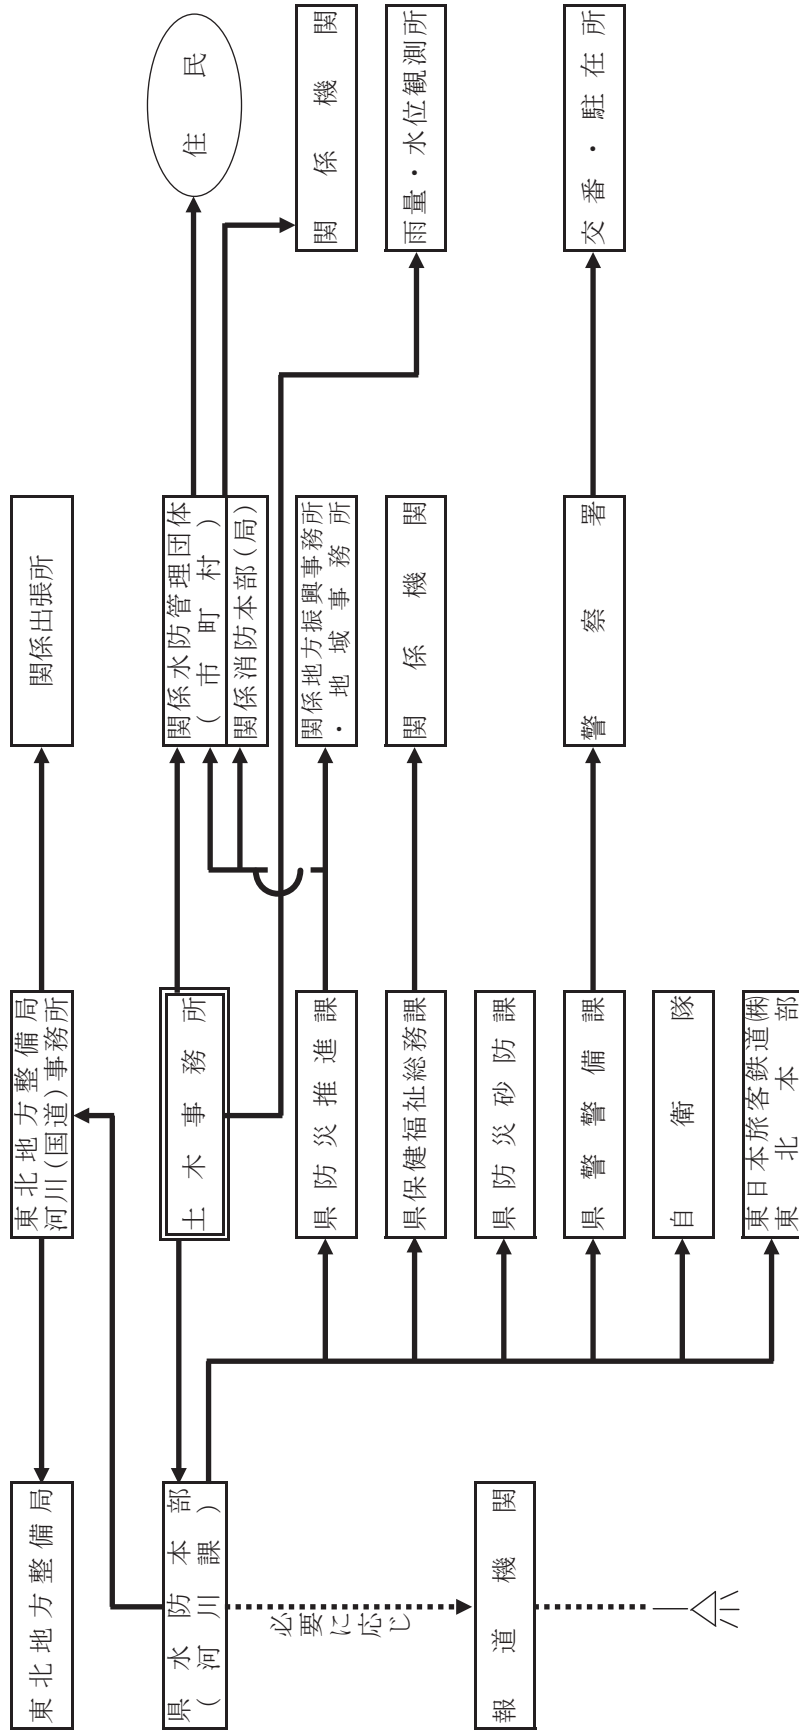 東北地方整備局
県水防本部
(河川課)
必要に応じ
報道機関
東北地方整備局
河川(国道)事務所
土木事務所
県防災推進課
県保健福祉総務課
県防災砂防課
県警警備課
自衛隊
東日本旅客鉄道㈱
東北本部
関係出張所
関係水防管理団体
(市町村)
関係消防本部(局)
関係地方振興事務所
・地域事務所
関係機関
警察署
住民
関係機関
雨量・水位観測所
交番・駐在所